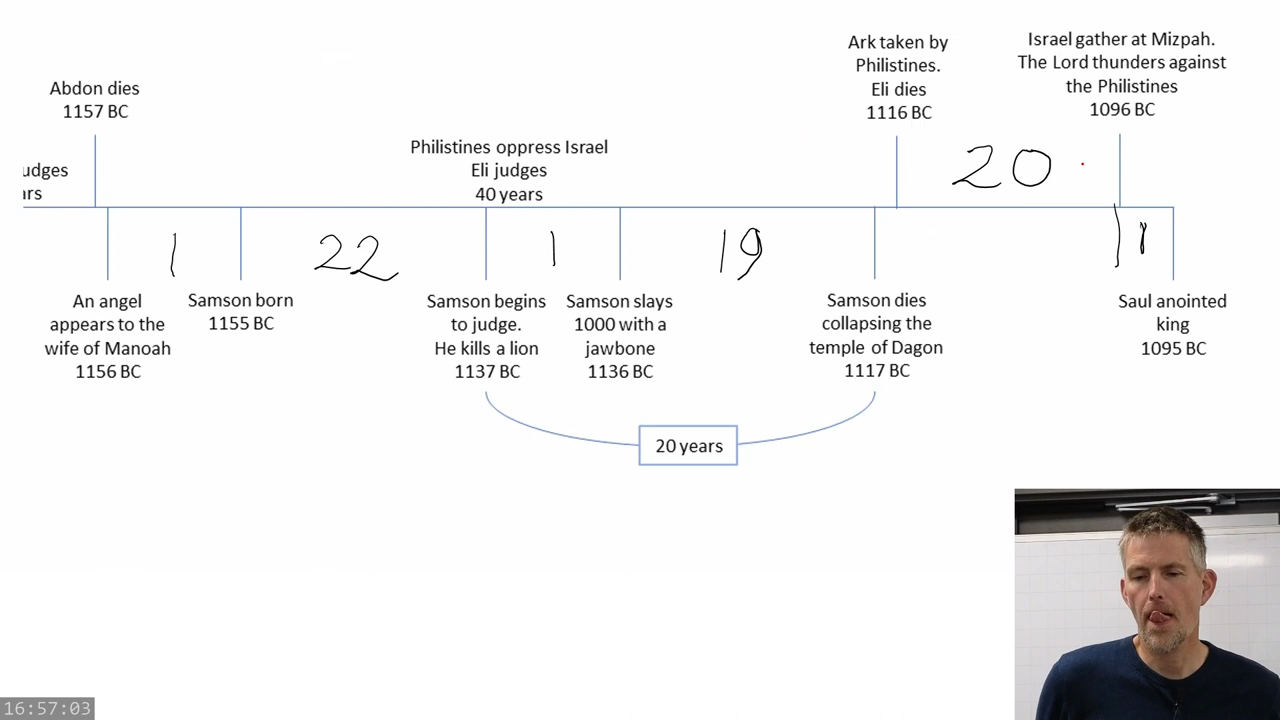 Abdon dies
1157 BC
Ark taken by
Philistines.
Eli dies
1116 BC
Israel gather at Mizpah.
The Lord thunders against
the Philistines
1096 BC
Philistines oppress Israel
Eli judges
40 years
20
1
22
1
19
1
An angel
appears to the
wife of Manoah
1156 BC
Samson born
1155 BC
Samson begins
to judge.
He kills a lion
1137 BC
Samson slays
1000 with a
jawbone
1136 BC
Samson dies
collapsing the
temple of Dagon
1117 BC
Saul anointed
king
1095 BC
20 years
16:57:03